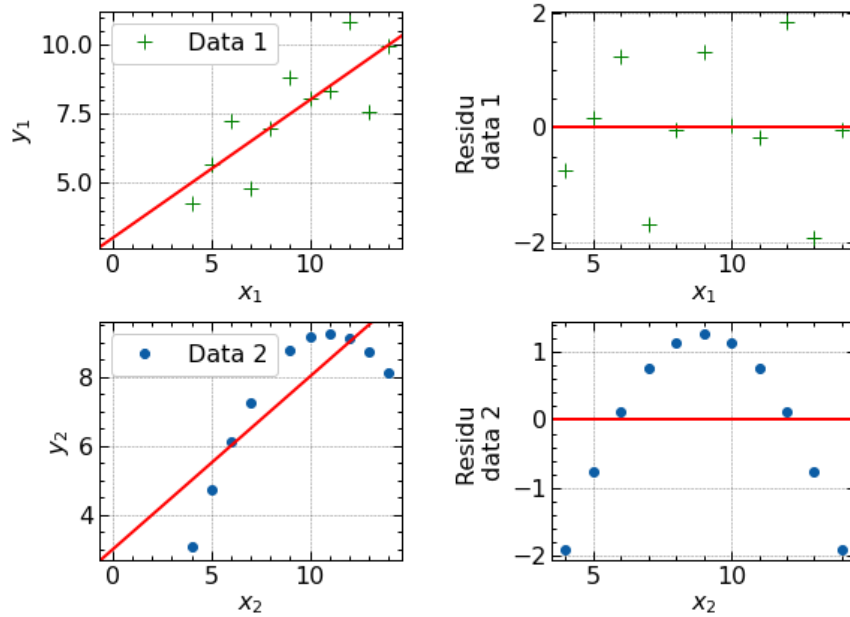 Data 1
10.0
7.5
5.0
y₁
0 5 10
x₁
2
0
−2
Residu
data 1
5 10
x₁
Data 2
8
6
4
y₂
0 5 10
x₂
1
0
−1
−2
Residu
data 2
5 10
x₂